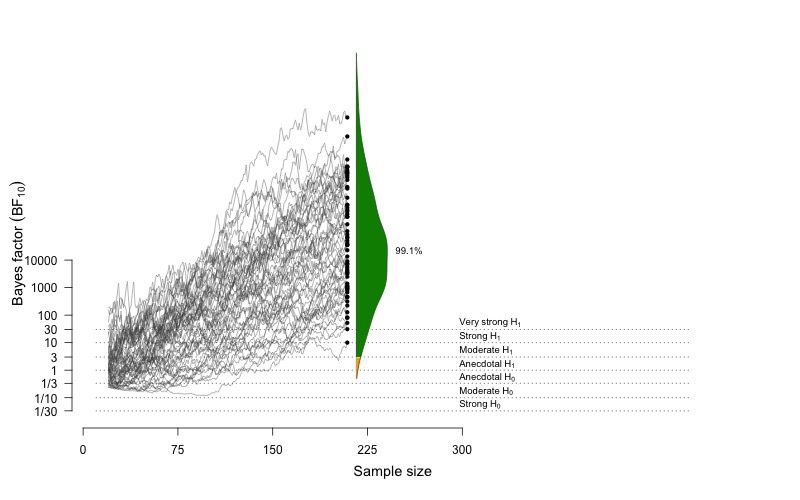 Bayes factor (BF₁₀)
10000
1000
100
30
10
3
1
1/3
1/10
1/30
99.1%
Very strong H₁
Strong H₁
Moderate H₁
Anecdotal H₁
Anecdotal H₀
Moderate H₀
Strong H₀
0 75 150 225 300
Sample size